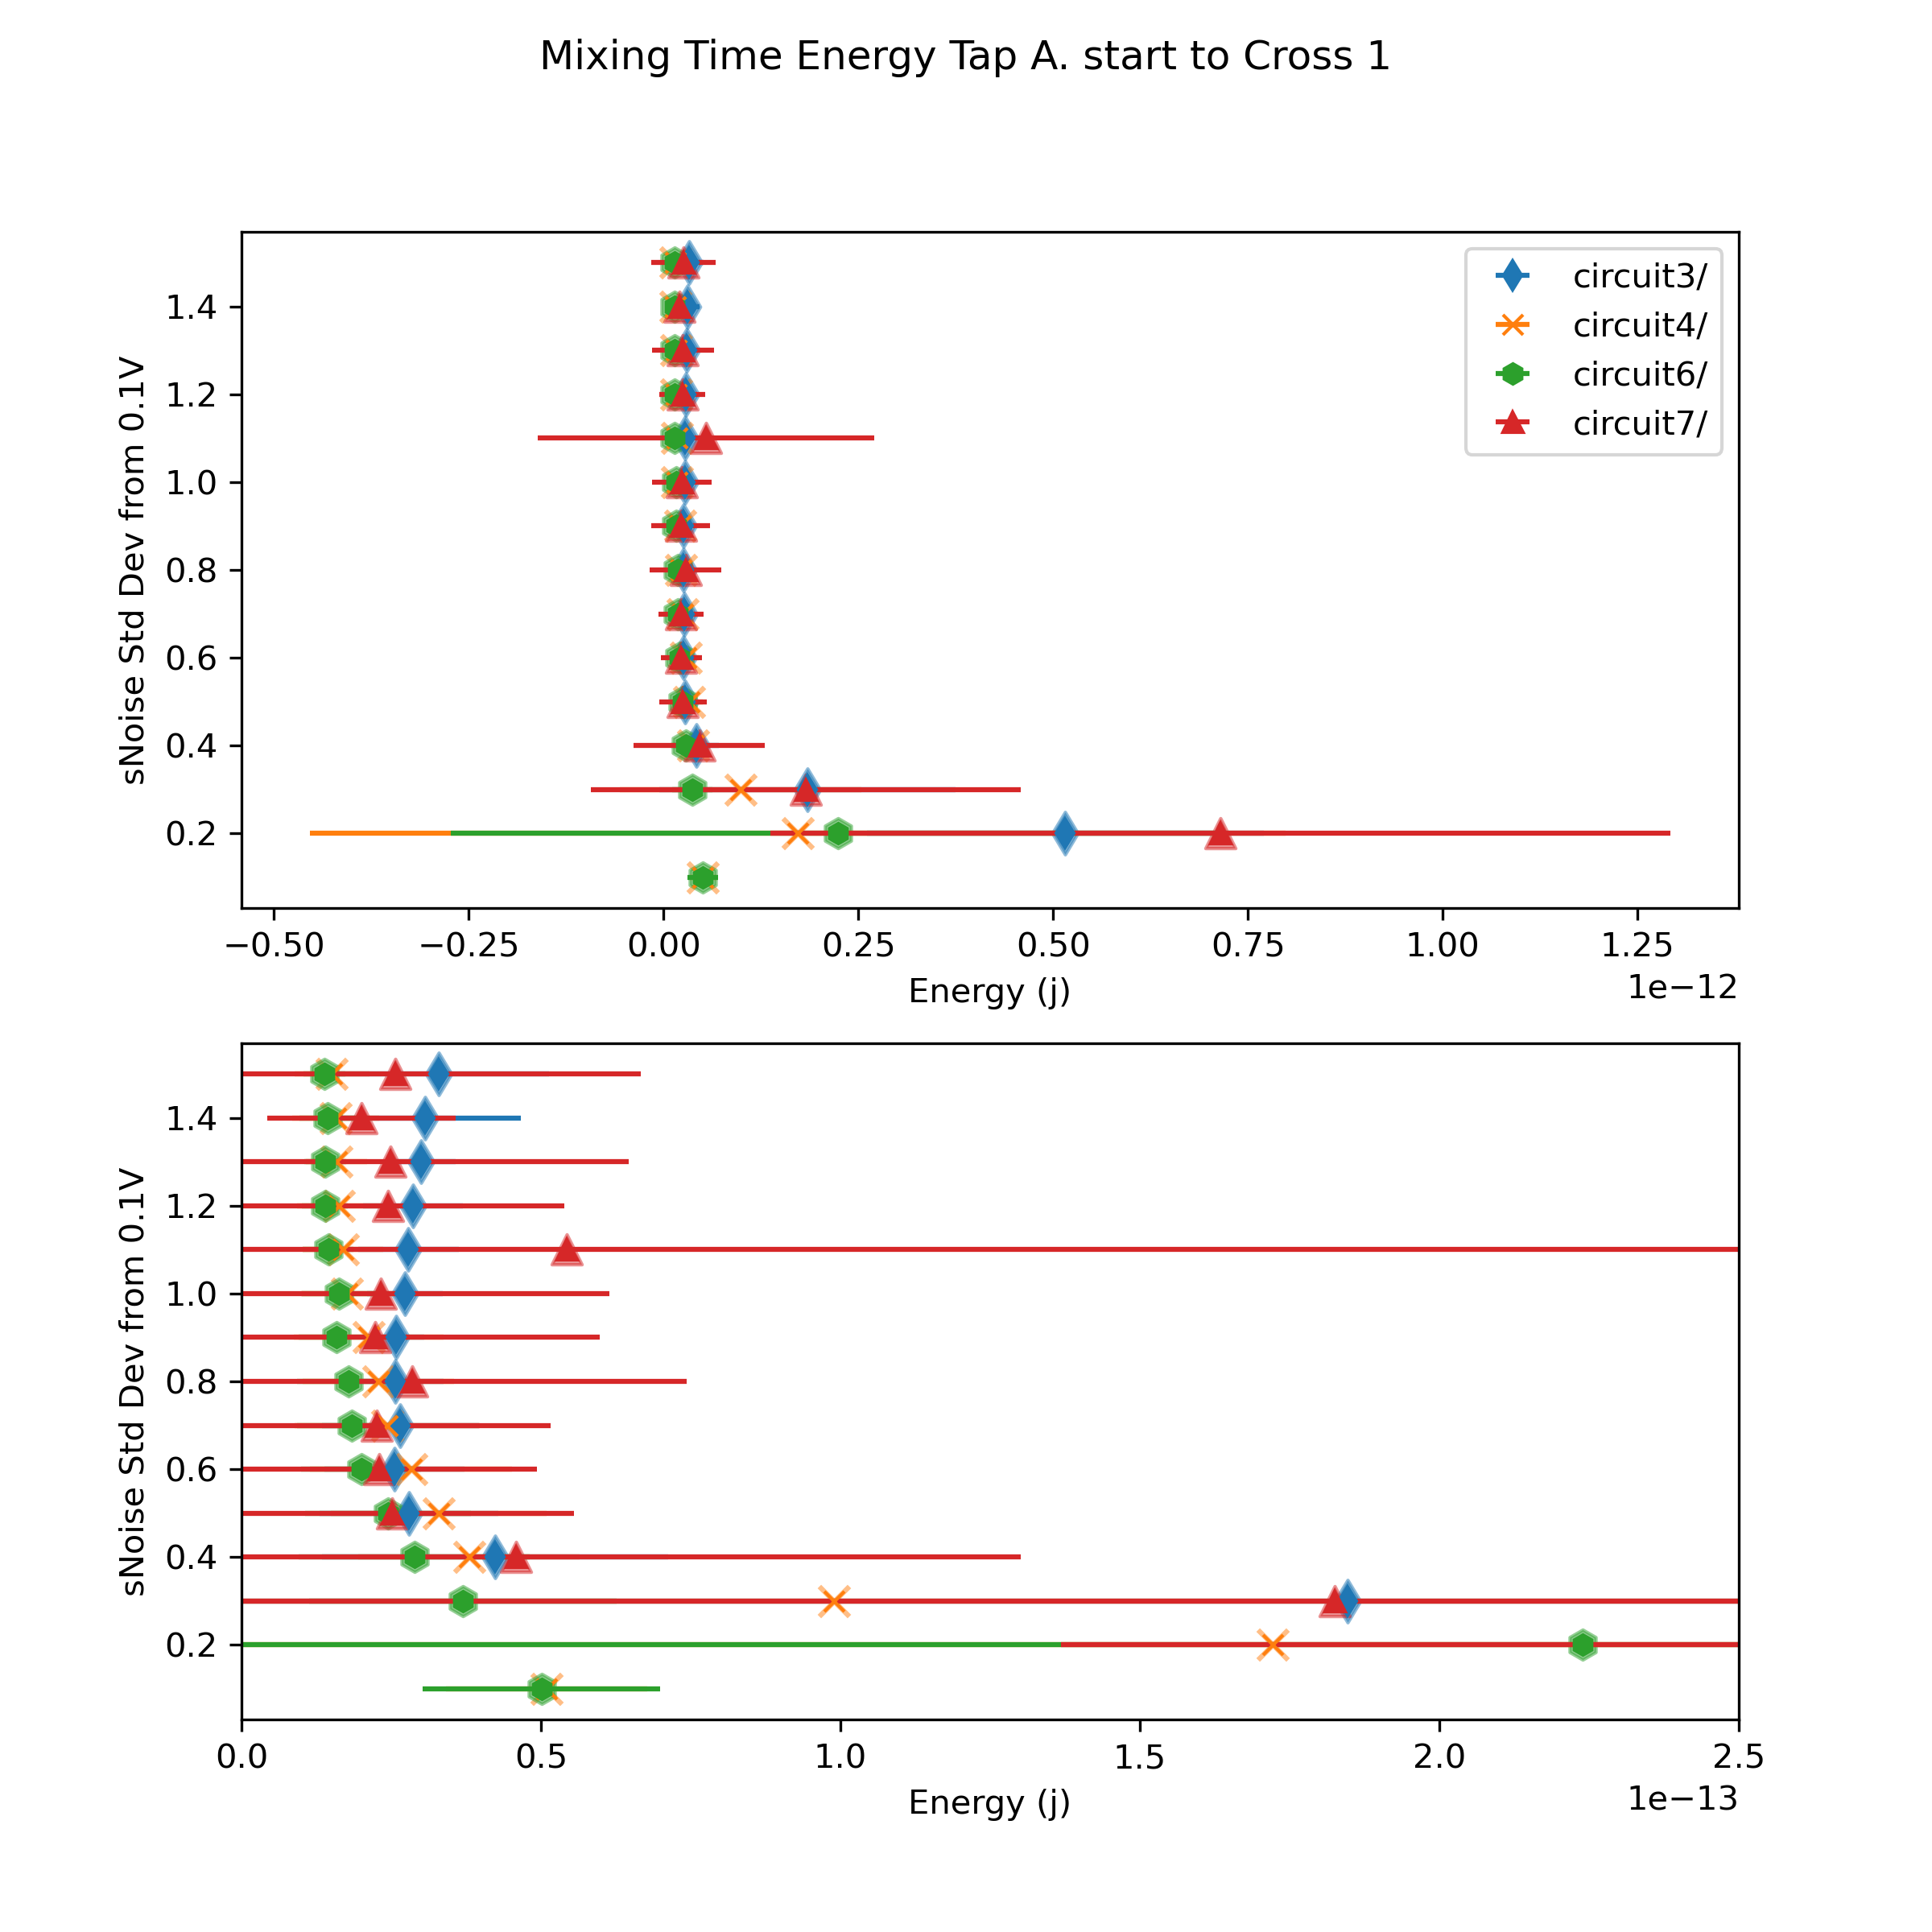 Mixing Time Energy Tap A. start to Cross 1
circuit3/
circuit4/
circuit6/
circuit7/
sNoise Std Dev from 0.1V
1.4
1.2
1.0
0.8
0.6
0.4
0.2
−0.50 −0.25 0.00 0.25 0.50 0.75 1.00 1.25
1e−12
Energy (j)
sNoise Std Dev from 0.1V
1.4
1.2
1.0
0.8
0.6
0.4
0.2
0.0 0.5 1.0 1.5 2.0 2.5
1e−13
Energy (j)